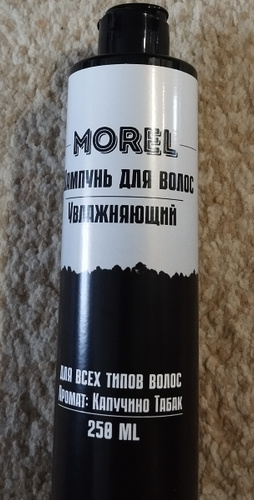 MOREL
Шампунь для волос
Увлажняющий
для всех типов волос
Аромат: Капучино Табак
250 ML